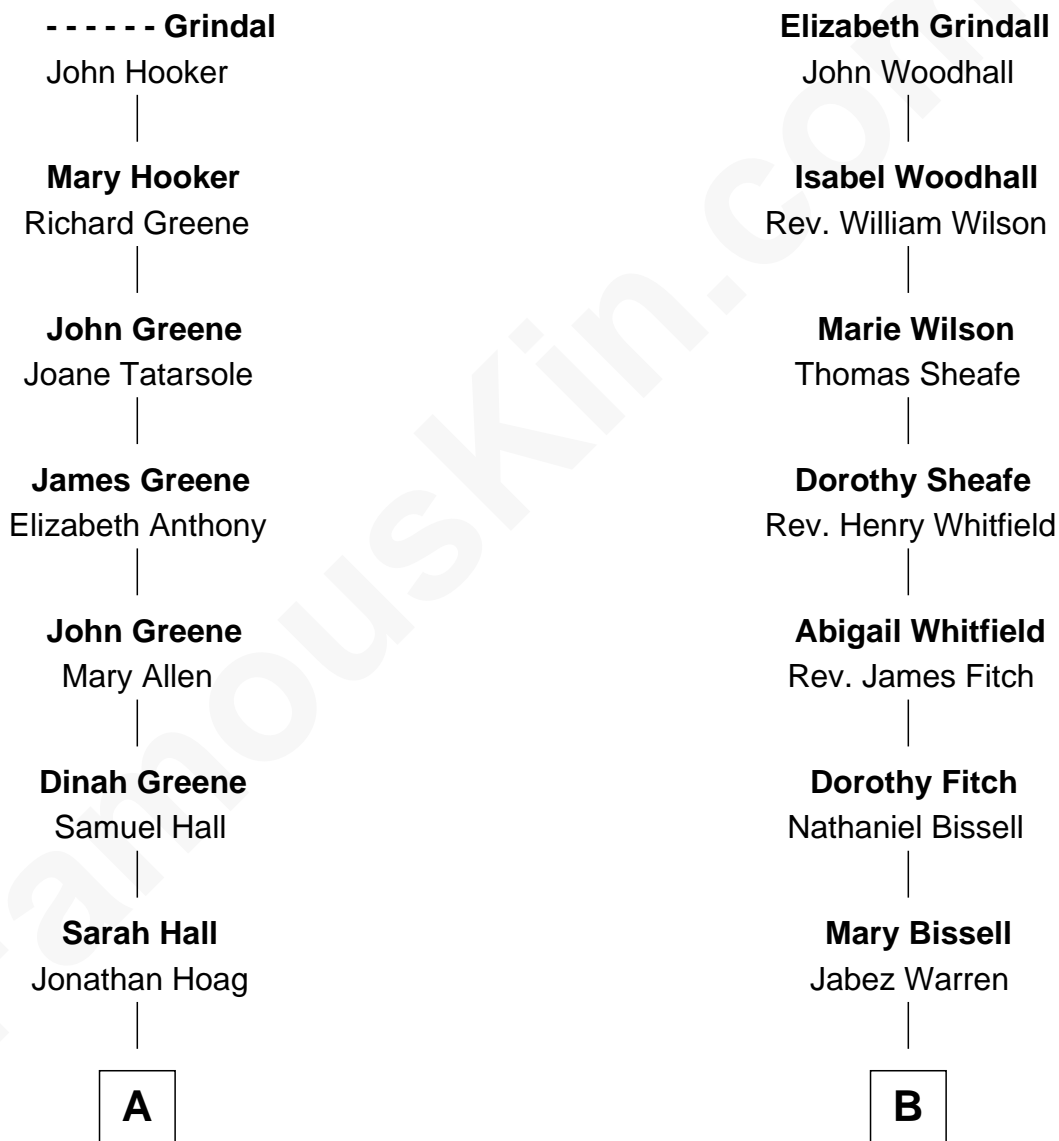 - - - - - - Grindal
John Hooker
Mary Hooker
Richard Greene
John Greene
Joane Tatarsole
James Greene
Elizabeth Anthony
John Greene
Mary Allen
Dinah Greene
Samuel Hall
Sarah Hall
Jonathan Hoag
A
Elizabeth Grindall
John Woodhall
Isabel Woodhall
Rev. William Wilson
Marie Wilson
Thomas Sheafe
Dorothy Sheafe
Rev. Henry Whitfield
Abigail Whitfield
Rev. James Fitch
Dorothy Fitch
Nathaniel Bissell
Mary Bissell
Jabez Warren
B
FamousKin.com